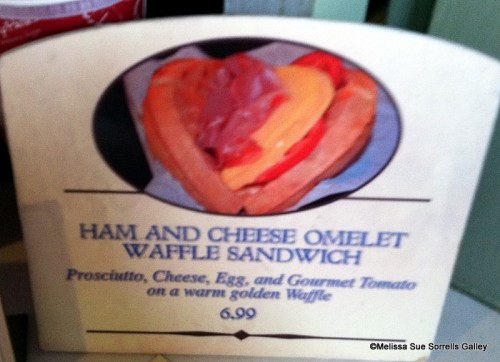 HAM AND CHEESE OMELET
WAFFLE SANDWICH
Prosciutto, Cheese, Egg, and Gourmet Tomato
on a warm golden Waffle
6.99
©Melissa Sue Sorrells Galley